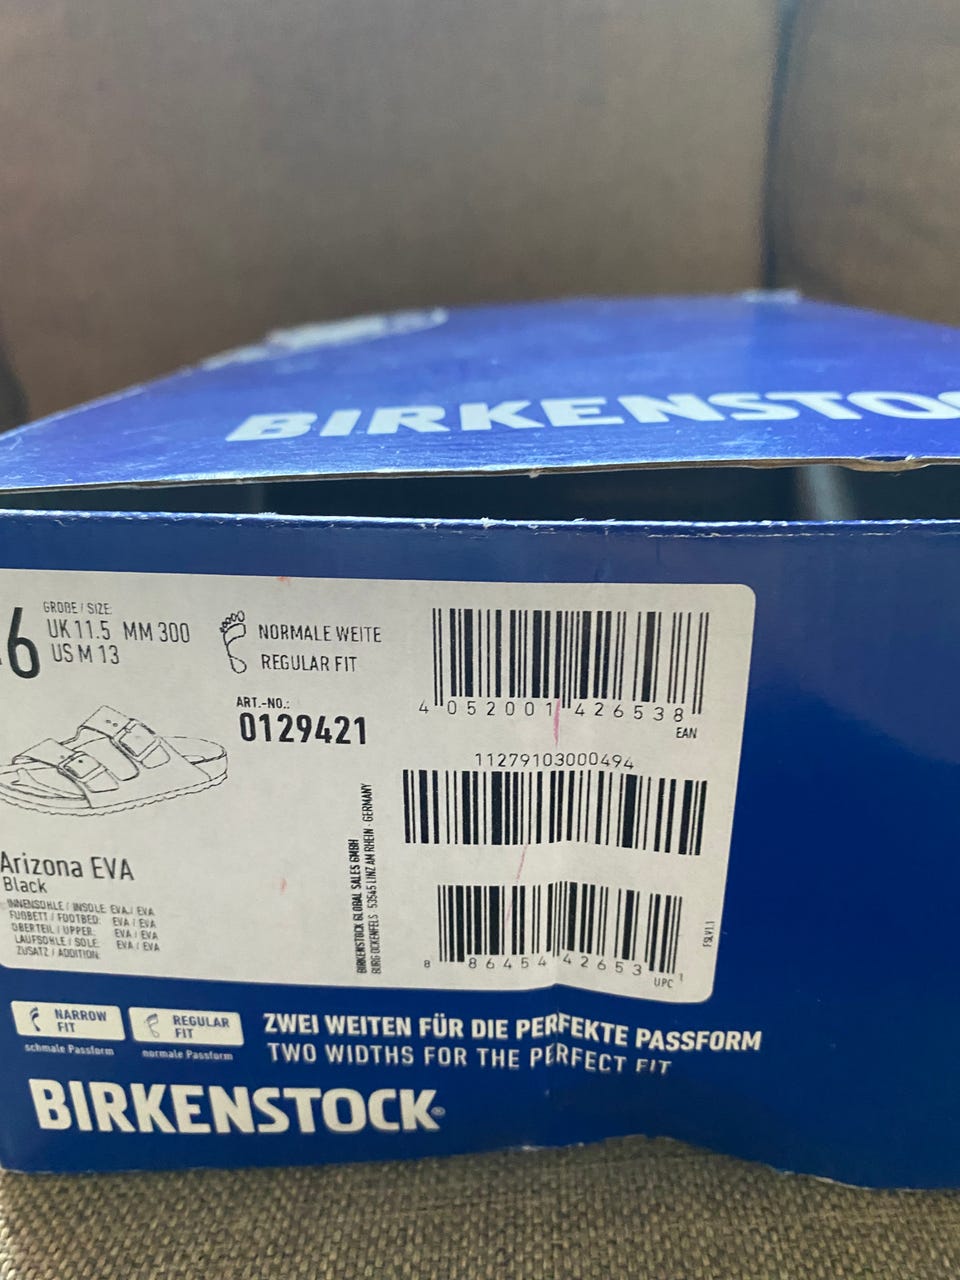 BIRKENSTOC
6
GRÖßE / SIZE:
UK 11.5 MM 300
US M 13
NORMALE WEITE
REGULAR FIT
ART.-NO.:
0129421
4 052001 426538
EAN
11279103000494
8 86454 42653 1
UPC
FSLV1.1
BIRKENSTOCK GLOBAL SALES GMBH
BURG OCKENFELS · 53545 LINZ AM RHEIN · GERMANY
Arizona EVA
Black
INNENSOHLE / INSOLE: EVA / EVA
FUßBETT / FOOTBED: EVA / EVA
OBERTEIL / UPPER: EVA / EVA
LAUFSOHLE / SOLE: EVA / EVA
ZUSATZ / ADDITION:
NARROW FIT
schmale Passform
REGULAR FIT
normale Passform
ZWEI WEITEN FÜR DIE PERFEKTE PASSFORM
TWO WIDTHS FOR THE PERFECT FIT
BIRKENSTOCK®